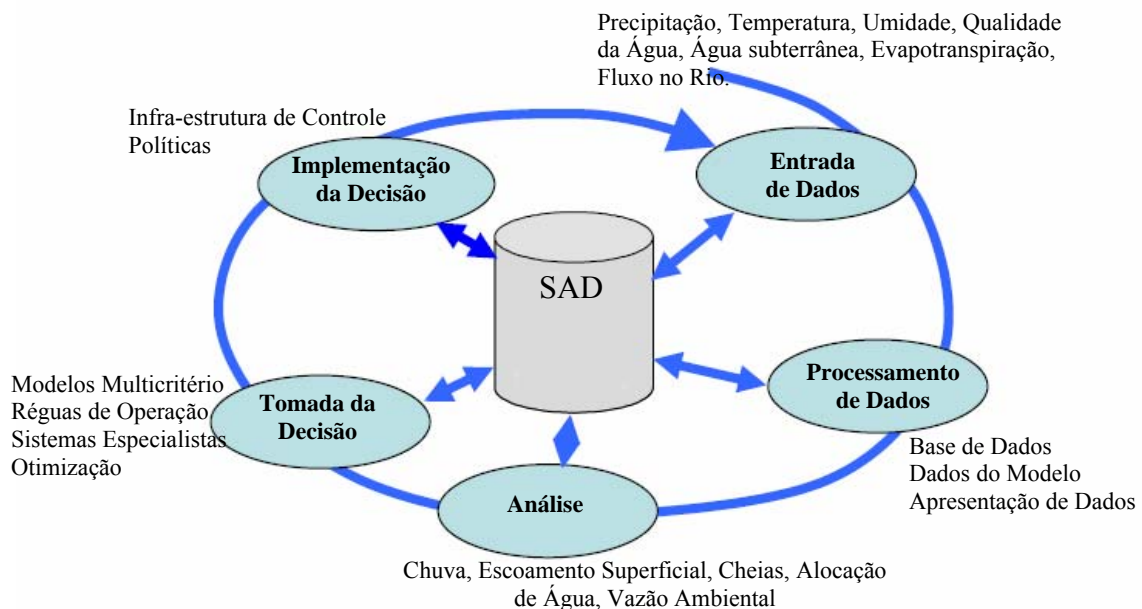 Precipitação, Temperatura, Umidade, Qualidade
da Água, Água subterrânea, Evapotranspiração,
Fluxo no Rio.
Infra-estrutura de Controle
Políticas
Implementação
da Decisão
Entrada
de Dados
SAD
Modelos Multicritério
Réguas de Operação
Sistemas Especialistas
Otimização
Tomada da
Decisão
Processamento
de Dados
Base de Dados
Dados do Modelo
Apresentação de Dados
Análise
Chuva, Escoamento Superficial, Cheias, Alocação
de Água, Vazão Ambiental